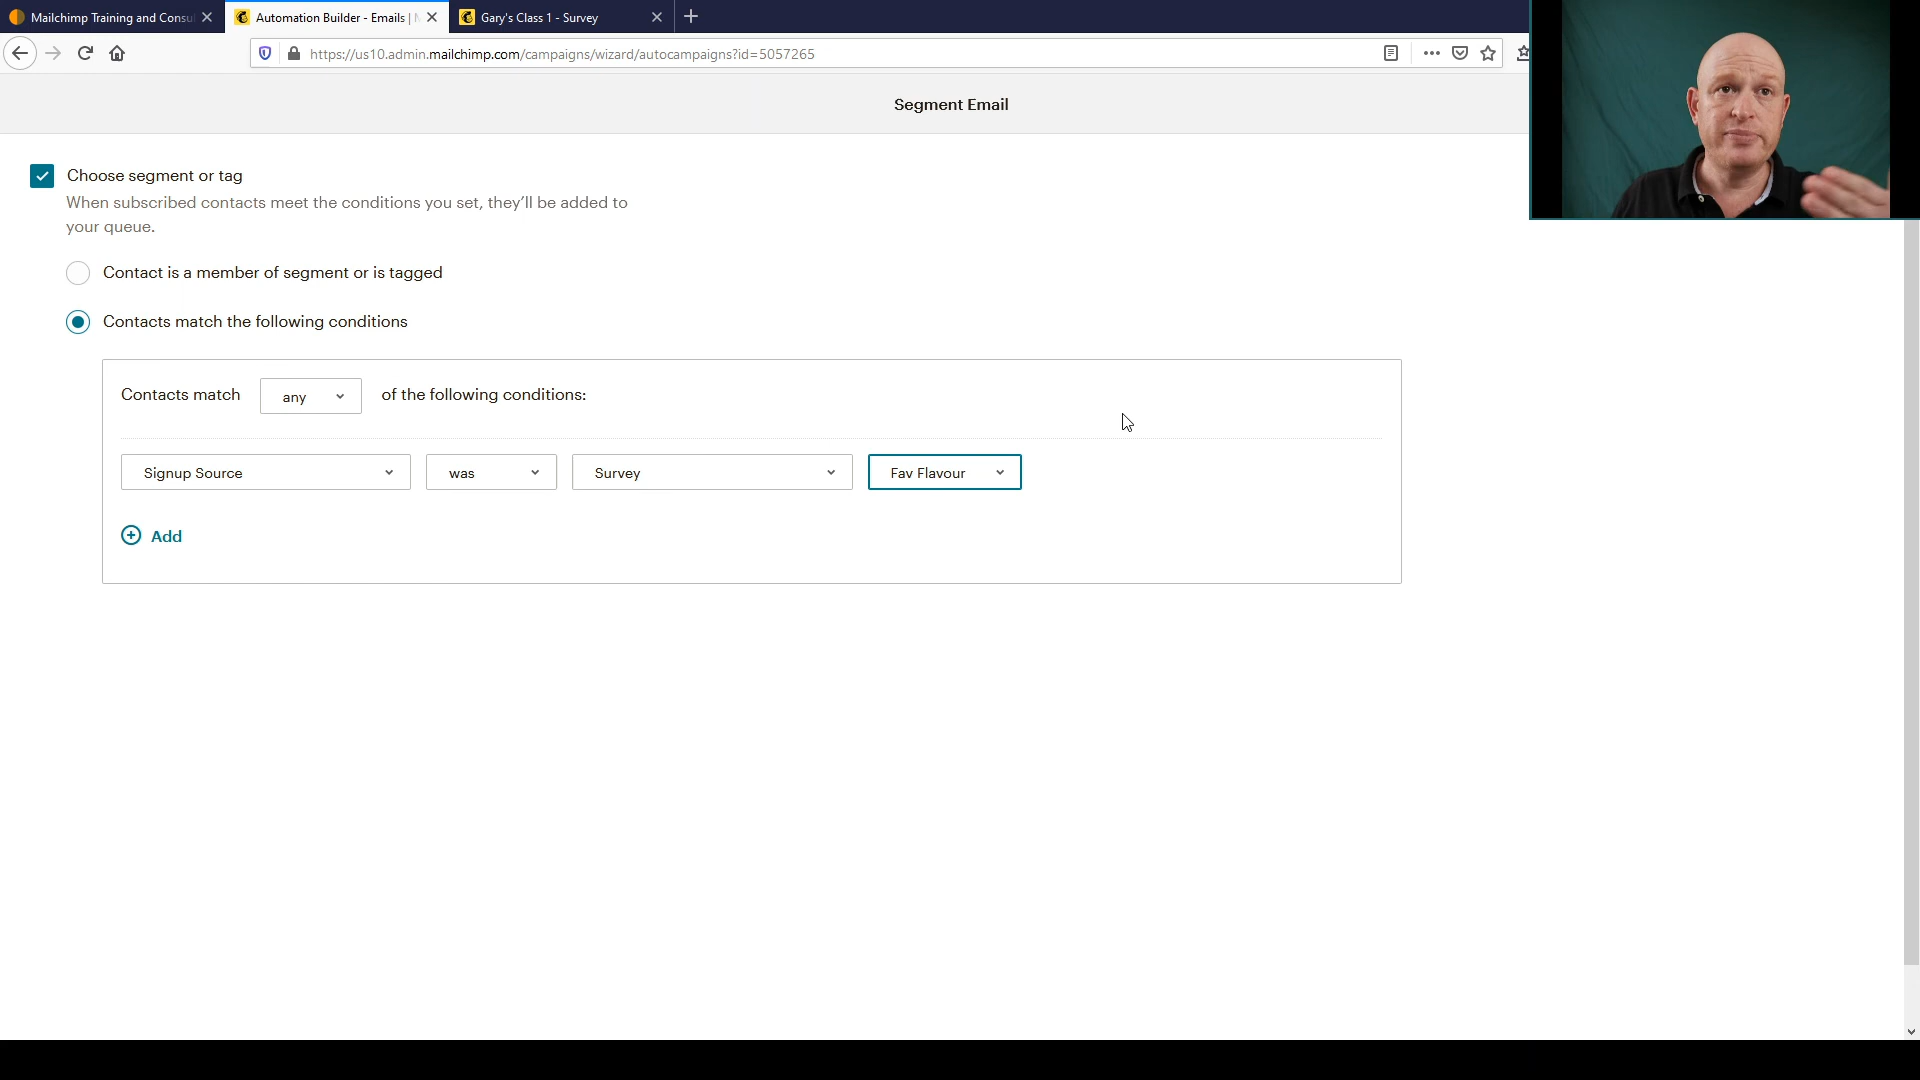 Mailchimp Training and Consu
Automation Builder - Emails |
Gary's Class 1 - Survey
https://us10.admin.mailchimp.com/campaigns/wizard/autocampaigns?id=5057265
Segment Email
Choose segment or tag
When subscribed contacts meet the conditions you set, they'll be added to
your queue.
Contact is a member of segment or is tagged
Contacts match the following conditions
Contacts match any of the following conditions:
Signup Source was Survey Fav Flavour
Add